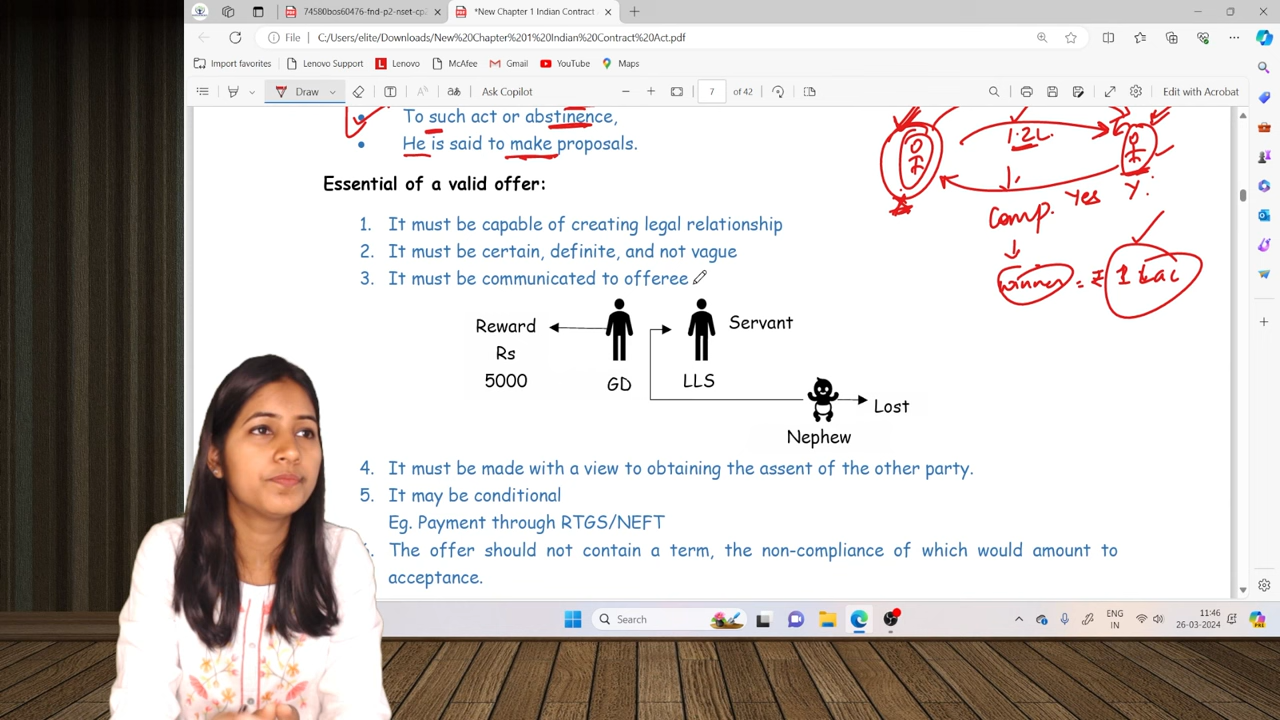 74580bos60476-fnd-p2-nset-cp2
*New Chapter 1 Indian Contract
File
C:/Users/elite/Downloads/New%20Chapter%201%20Indian%20Contract%20Act.pdf
Import favorites
Lenovo Support
Lenovo
McAfee
Gmail
YouTube
Maps
Draw
Ask Copilot
7 of 42
Edit with Acrobat
• To such act or abstinence,
• He is said to make proposals.
1.2L
Yes
Y
Comp.
winner = ₹ 1 Lac
Essential of a valid offer:
1. It must be capable of creating legal relationship
2. It must be certain, definite, and not vague
3. It must be communicated to offeree
Reward
Rs
5000
GD
LLS
Servant
Nephew
Lost
4. It must be made with a view to obtaining the assent of the other party.
5. It may be conditional
Eg. Payment through RTGS/NEFT
The offer should not contain a term, the non-compliance of which would amount to
acceptance.
Search
ENG
IN
11:46
26-03-2024